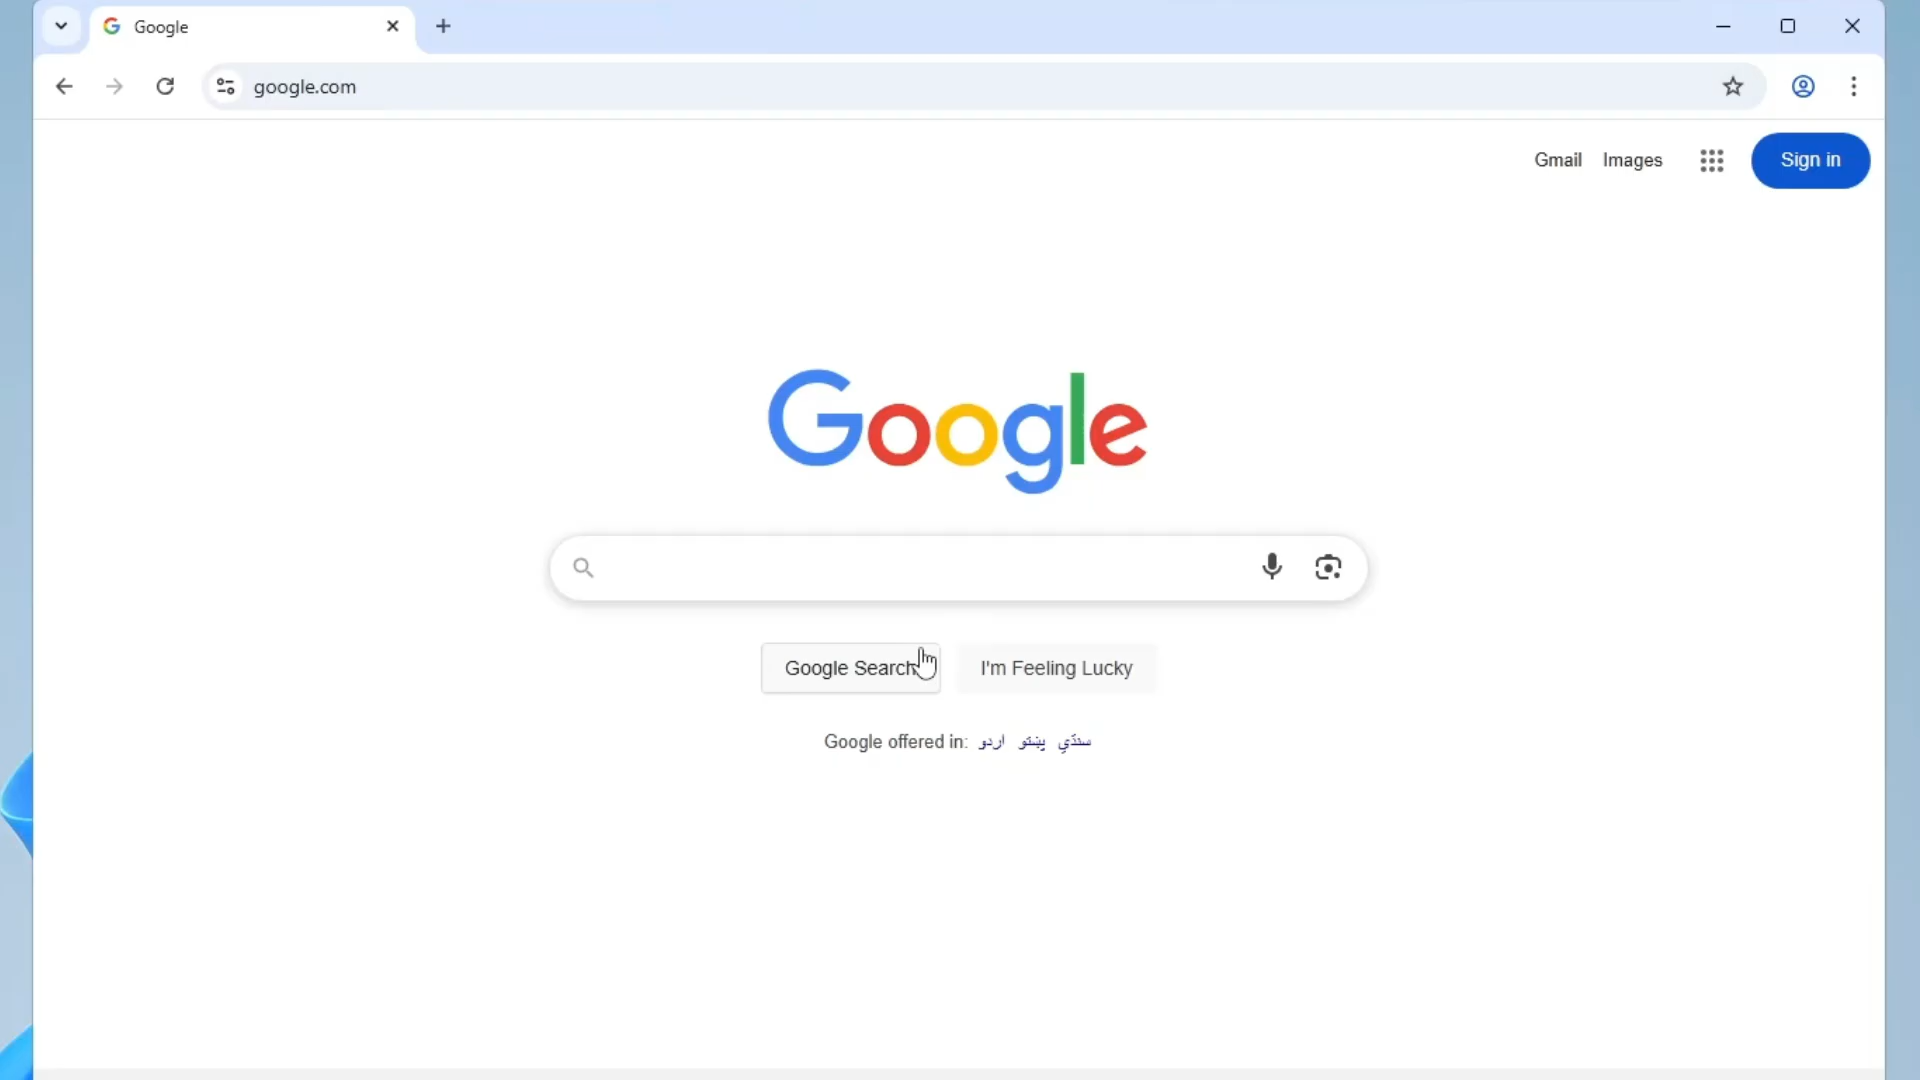 Google
google.com
Gmail Images Sign in
Google
Google Search I'm Feeling Lucky
Google offered in: اردو پښتو سنڌي